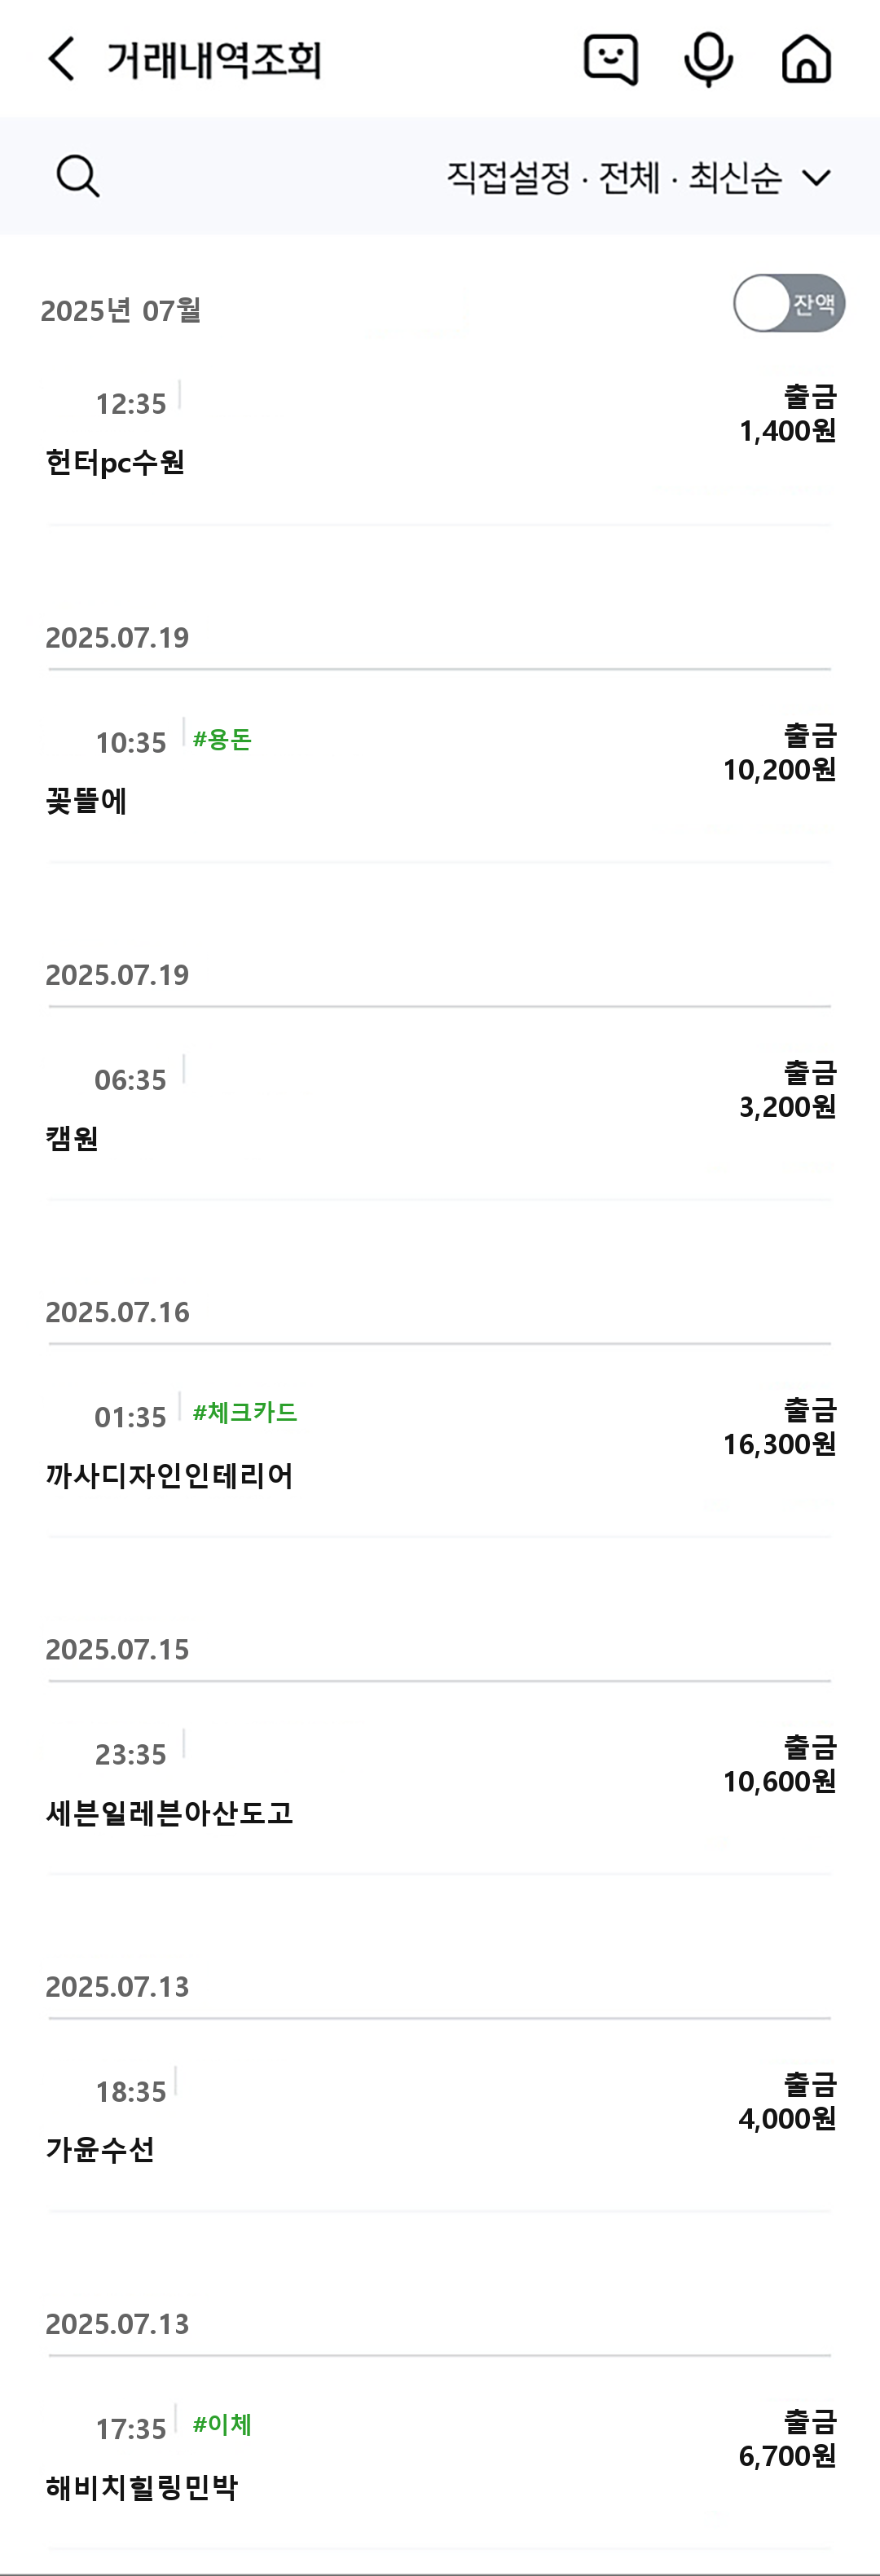 거래내역조회
직접설정 · 전체 · 최신순
2025년 07월
잔액
12:35
출금
1,400원
헌터pc수원
2025.07.19
10:35 #용돈
출금
10,200원
꽃뜰에
2025.07.19
06:35
출금
3,200원
캠원
2025.07.16
01:35 #체크카드
출금
16,300원
까사디자인인테리어
2025.07.15
23:35
출금
10,600원
세븐일레븐아산도고
2025.07.13
18:35
출금
4,000원
가윤수선
2025.07.13
17:35 #이체
출금
6,700원
해비치힐링민박